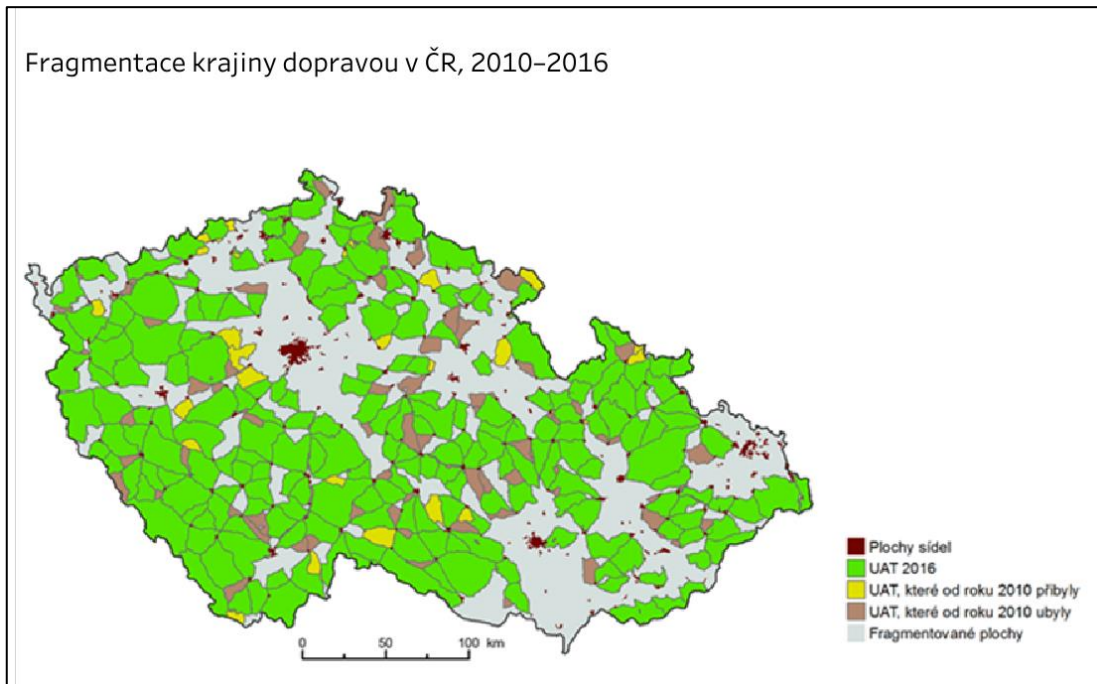 Fragmentace krajiny dopravou v ČR, 2010–2016
Plochy sídel
UAT 2016
UAT, které od roku 2010 přibyly
UAT, které od roku 2010 ubyly
Fragmentované plochy
0 50 100 km